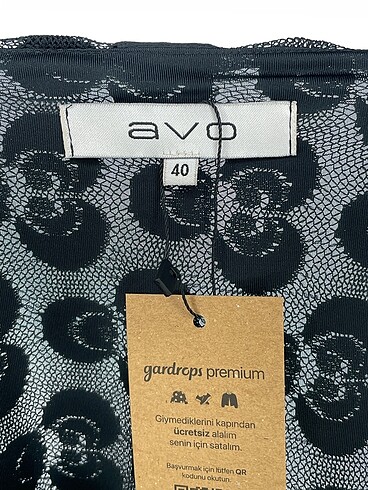 avo
40
gardrops premium
Giymediklerini kapından
ücretsiz alalım
senin için satalım.
Başvurmak için lütfen QR
kodunu okutun.